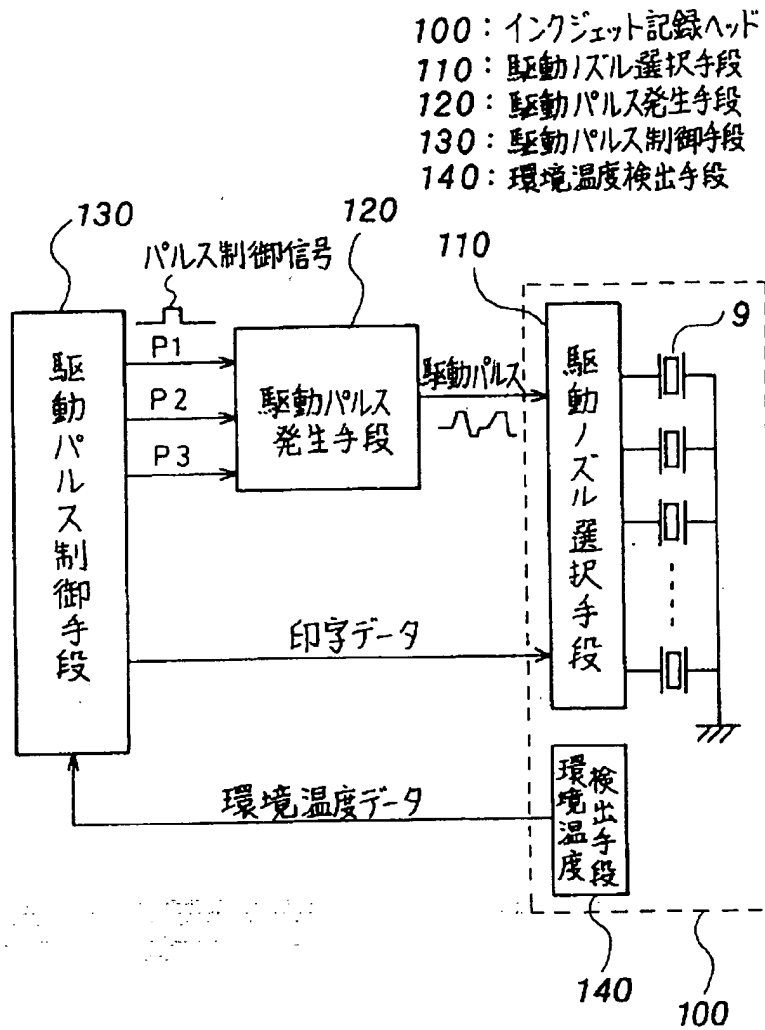 100：インクジェット記録ヘッド
110：駆動ノズル選択手段
120：駆動パルス発生手段
130：駆動パルス制御手段
140：環境温度検出手段
130
120
パルス制御信号
110
9
P1
P2
P3
駆動パルス制御手段
駆動パルス
発生手段
駆動パルス
駆動ノズル選択手段
印字データ
環境温度データ
環境温度
検出手段
140
100